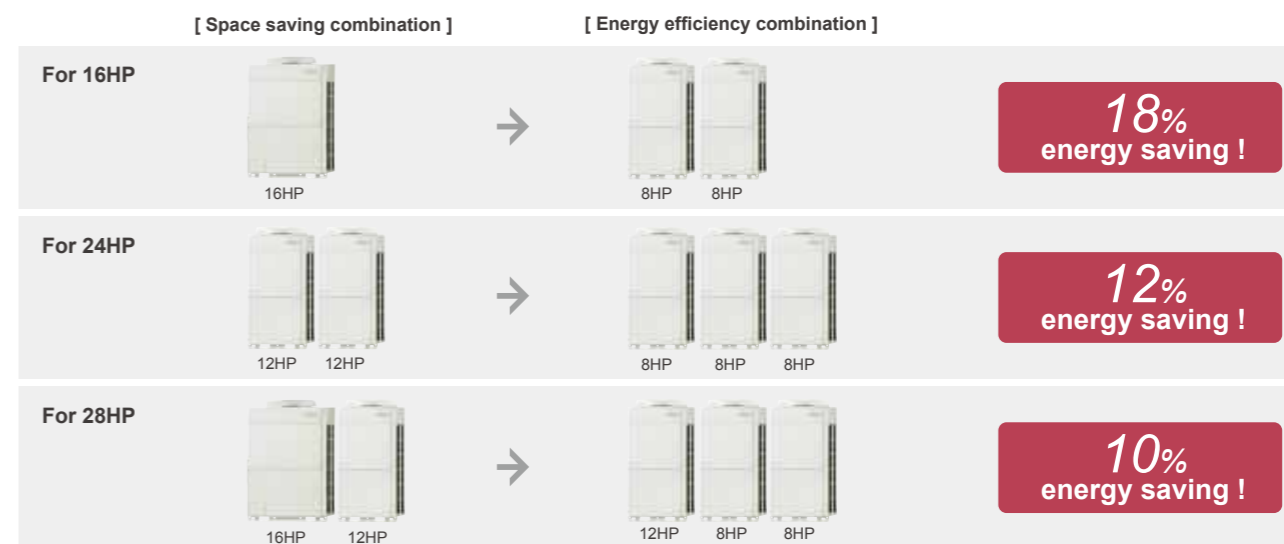 [ Space saving combination ] [ Energy efficiency combination ]
For 16HP
16HP 8HP 8HP
18%
energy saving !
For 24HP
12HP 12HP 8HP 8HP 8HP
12%
energy saving !
For 28HP
16HP 12HP 12HP 8HP 8HP
10%
energy saving !